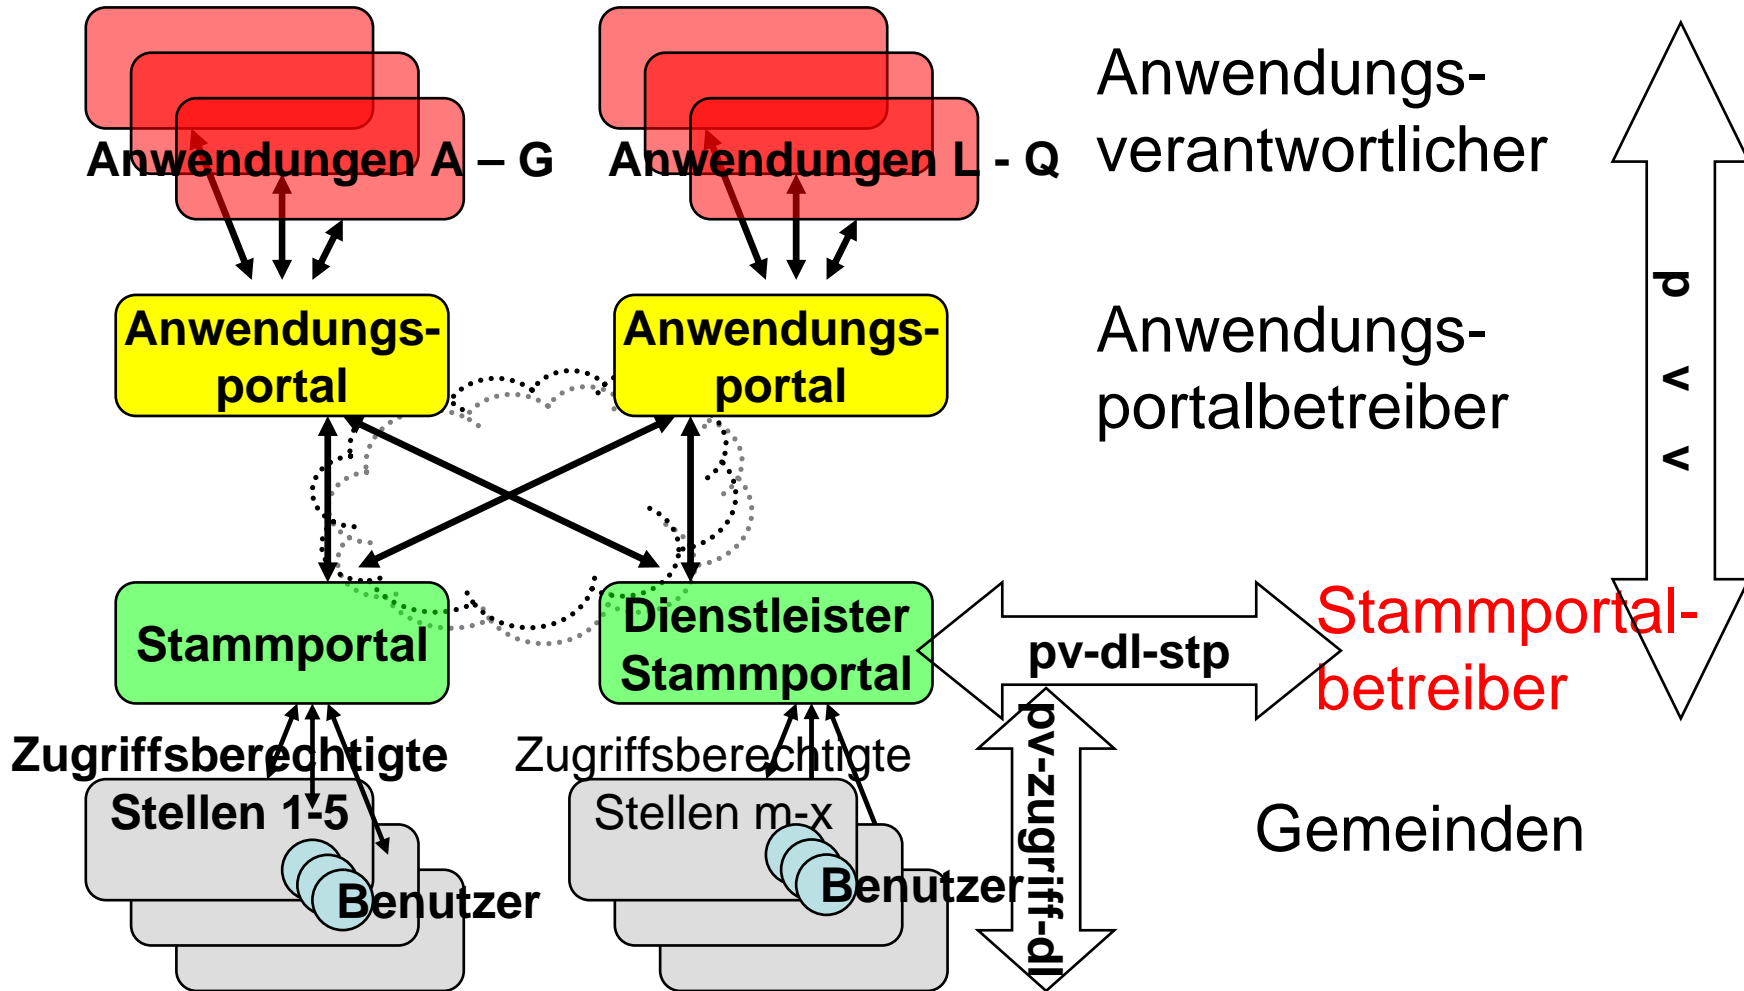 Anwendungen A – G
Anwendungen L - Q
Anwendungs-
verantwortlicher
Anwendungs-
portal
Anwendungs-
portal
Anwendungs-
portalbetreiber
p v v
Stammportal
Dienstleister
Stammportal
pv-dl-stp
Stammportal-
betreiber
Zugriffsberechtigte
Stellen 1-5
Benutzer
Zugriffsberechtigte
Stellen m-x
Benutzer
pv-zugriff-dl
Gemeinden